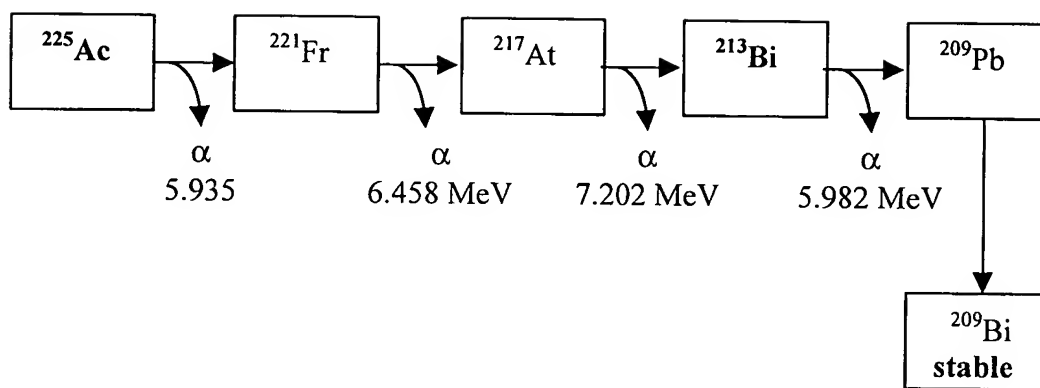 ²²⁵Ac ²²¹Fr ²¹⁷At ²¹³Bi ²⁰⁹Pb
α α α α
5.935 6.458 MeV 7.202 MeV 5.982 MeV
²⁰⁹Bi
stable